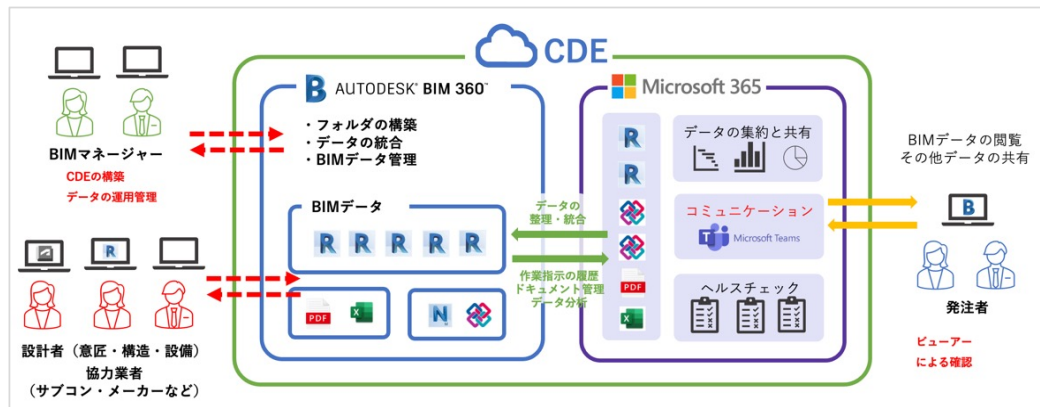 CDE
BIMマネージャー
CDEの構築
データの運用管理
R
設計者（意匠・構造・設備）
協力業者
（サブコン・メーカーなど）
B AUTODESK® BIM 360™
・フォルダの構築
・データの統合
・BIMデータ管理
BIMデータ
R R R R R
PDF X
N
データの
整理・統合
作業指示の履歴
ドキュメント管理
データ分析
Microsoft 365
R
R
PDF
X
データの集約と共有
コミュニケーション
T Microsoft Teams
ヘルスチェック
BIMデータの閲覧
その他データの共有
B
発注者
ビューアー
による確認